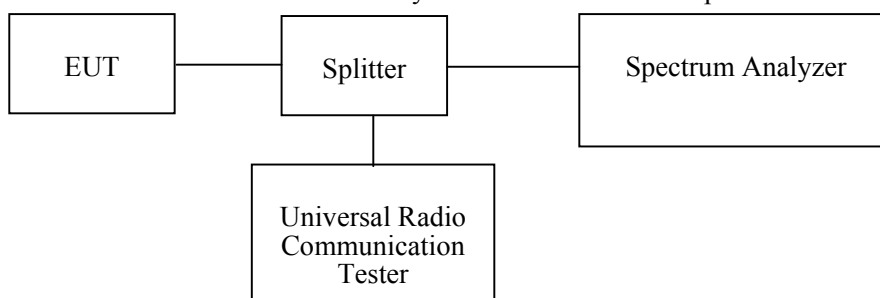 EUT
Splitter
Spectrum Analyzer
Universal Radio
Communication
Tester